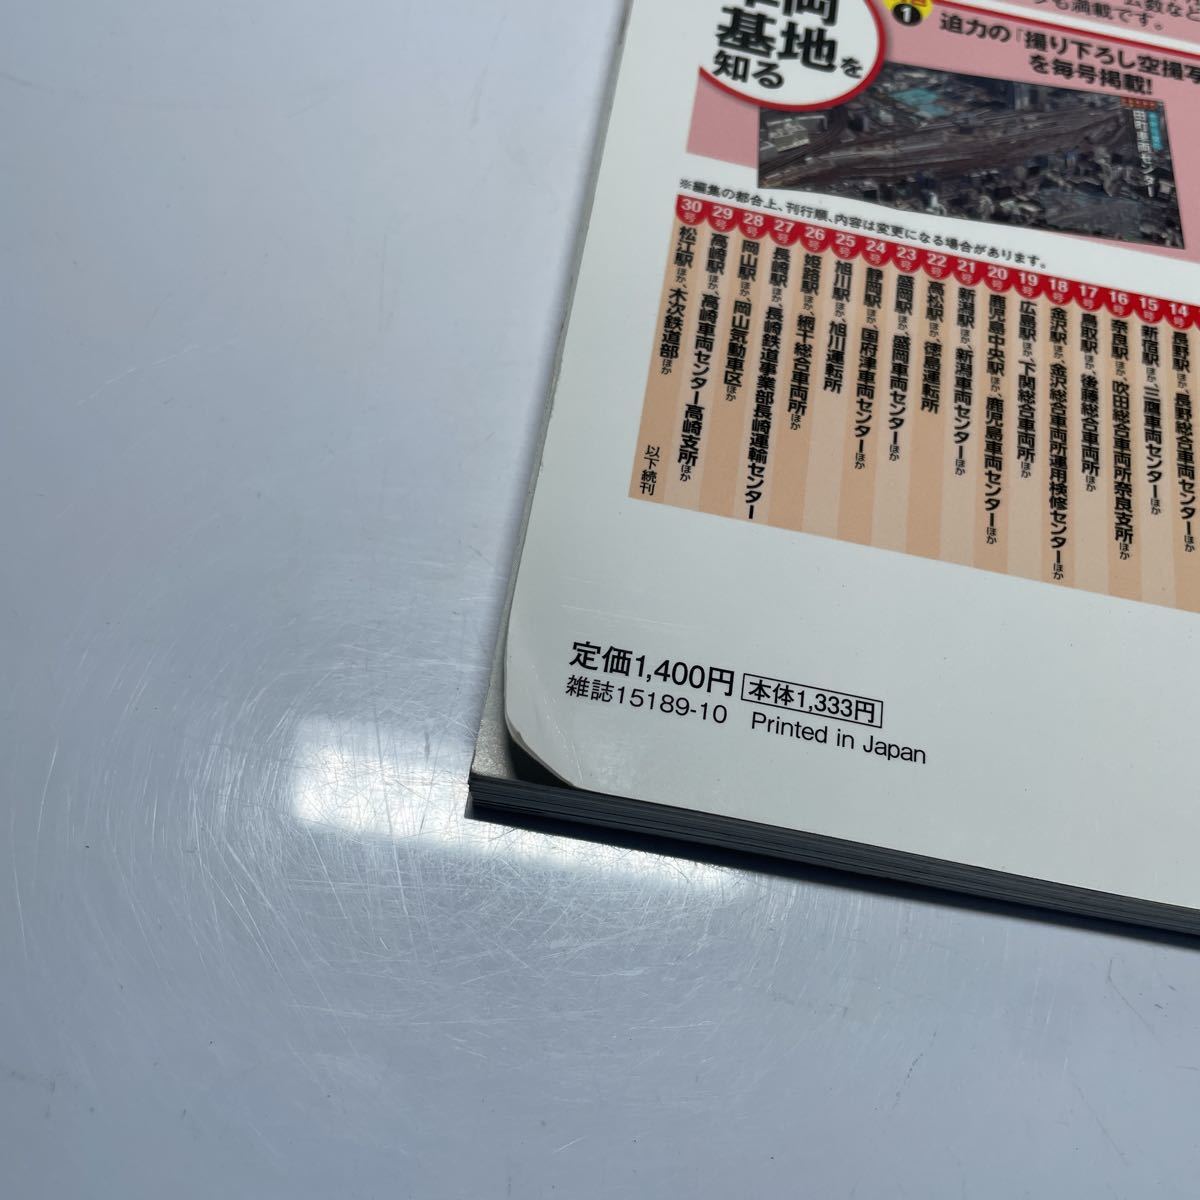 ム数など
も満載です。
❶
迫力の「撮り下ろし空撮写
を毎号掲載!
基地を
知る
田町車両センター
※編集の都合上、刊行順、内容は変更になる場合があります。
14号 長野駅ほか、長野総合車両センターほか
15号 新宿駅ほか、三鷹車両センターほか
16号 奈良駅ほか、吹田総合車両所奈良支所ほか
17号 鳥取駅ほか、後藤総合車両所ほか
18号 金沢駅ほか、金沢総合車両所運用検修センターほか
19号 広島駅ほか、下関総合車両所ほか
20号 鹿児島中央駅ほか、鹿児島車両センターほか
21号 新潟駅ほか、新潟車両センターほか
22号 高松駅ほか、徳島運転所
23号 盛岡駅ほか、盛岡車両センターほか
24号 静岡駅ほか、国府津車両センターほか
25号 旭川駅ほか、旭川運転所
26号 姫路駅ほか、網干総合車両所ほか
27号 長崎駅ほか、長崎鉄道事業部長崎運輸センター
28号 岡山駅ほか、岡山気動車区ほか
29号 高崎駅ほか、高崎車両センター高崎支所ほか
30号 松江駅ほか、木次鉄道部ほか
以下続刊
定価1,400円 本体1,333円
雑誌15189-10 Printed in Japan